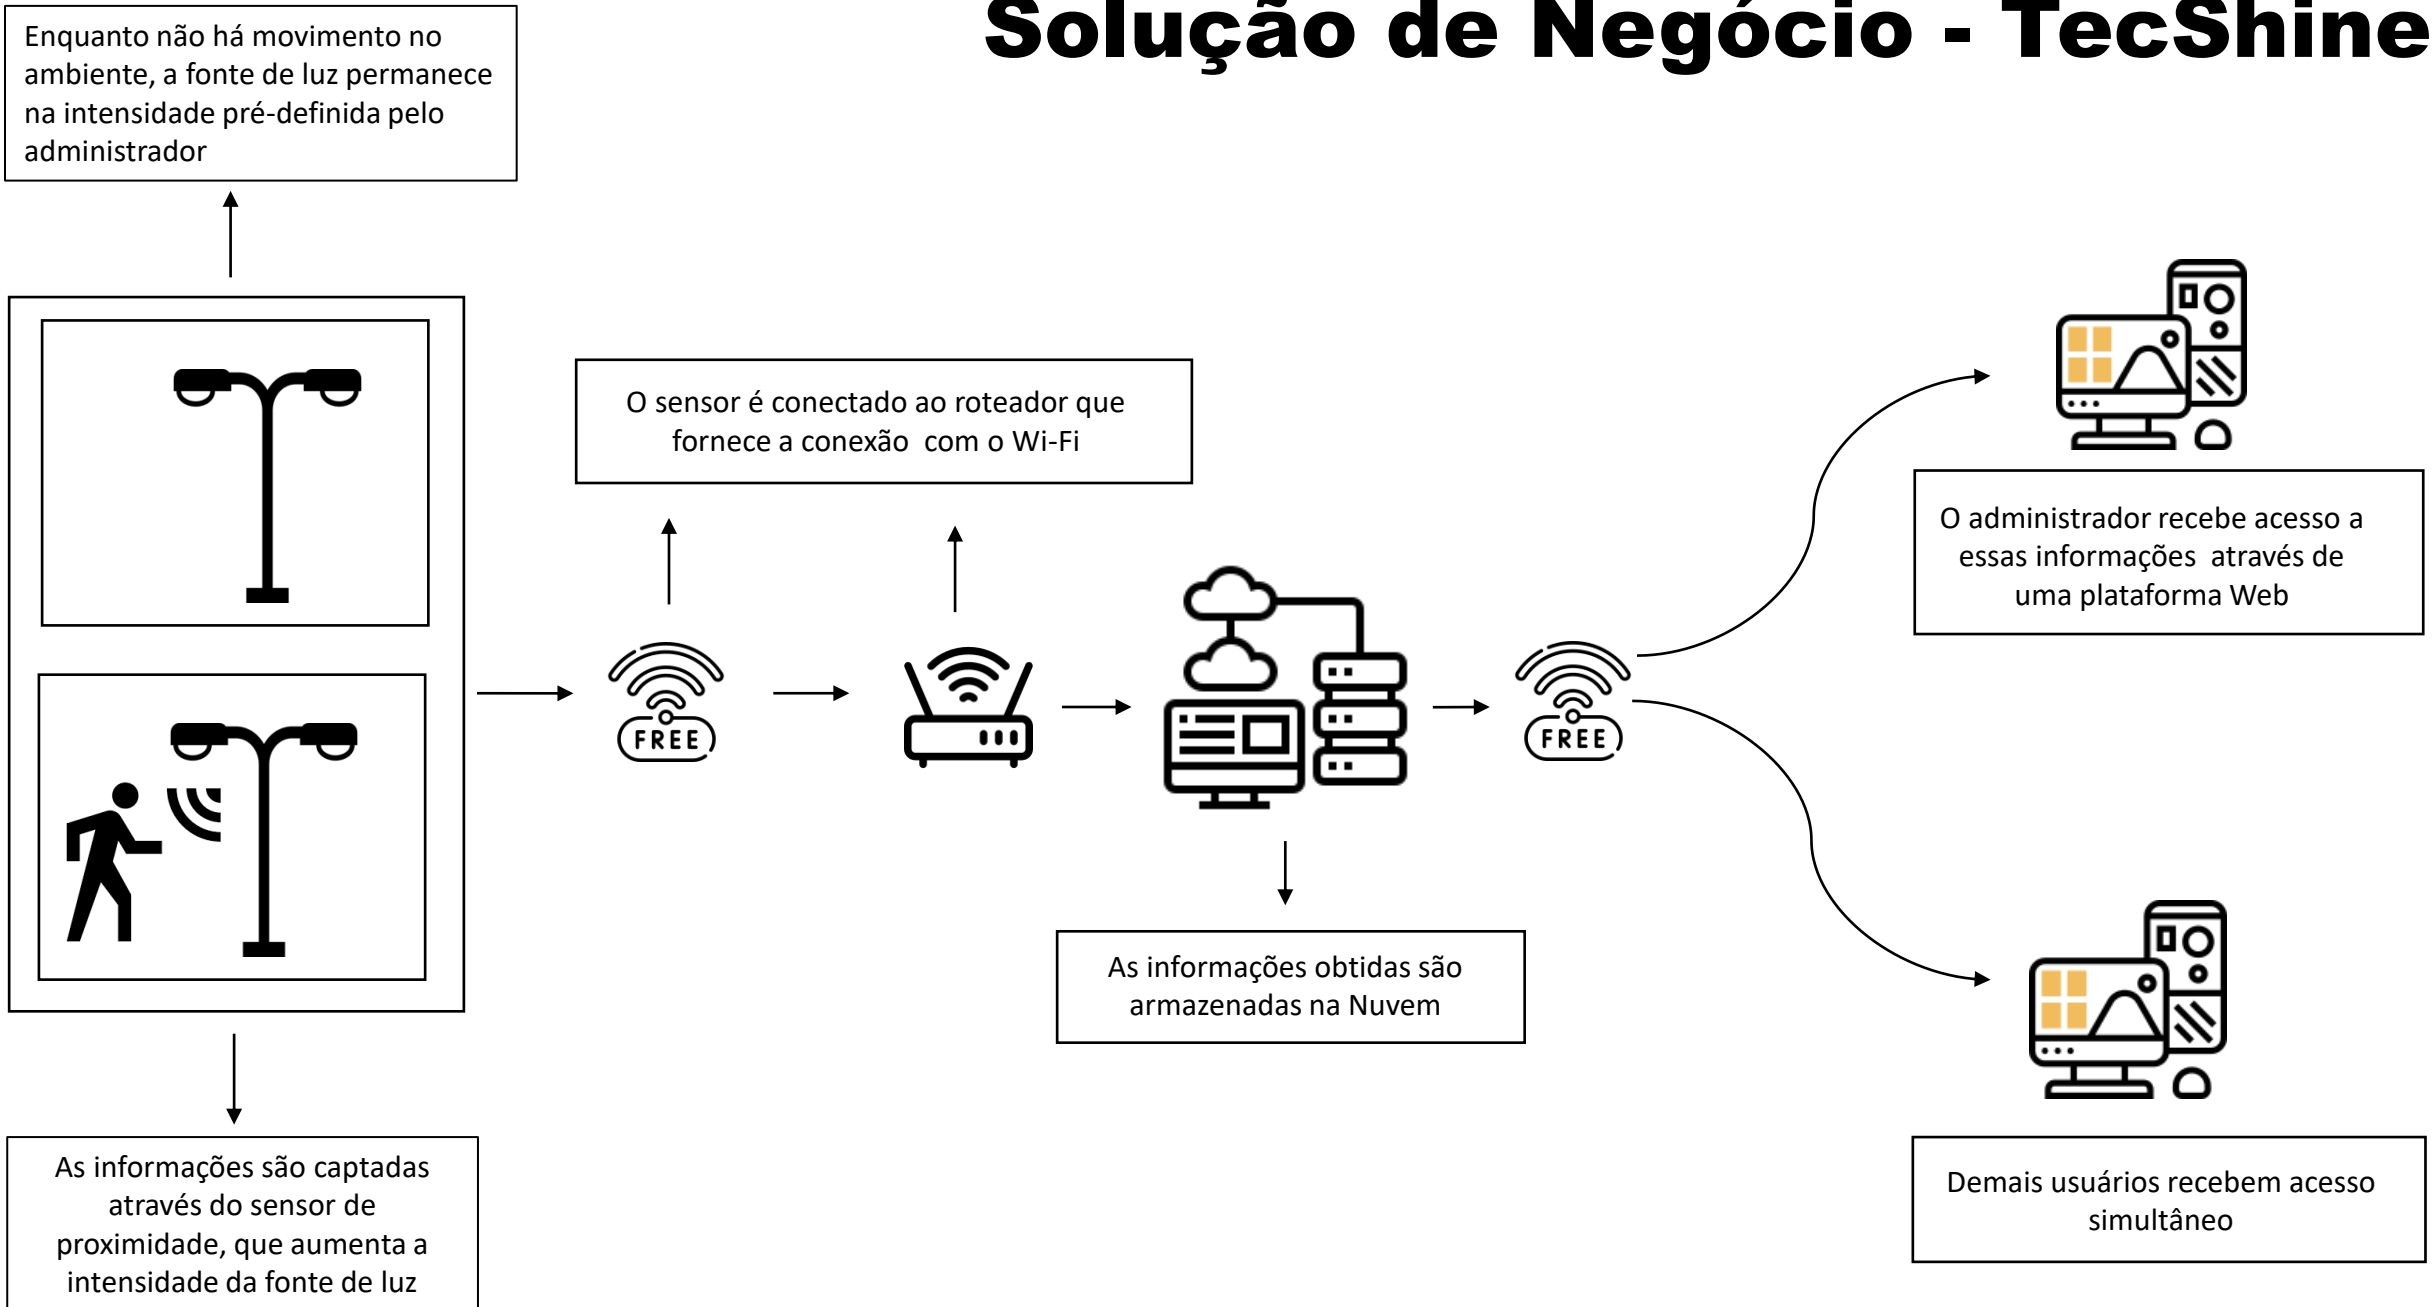 Solução de Negócio - TecShine
Enquanto não há movimento no
ambiente, a fonte de luz permanece
na intensidade pré-definida pelo
administrador
O sensor é conectado ao roteador que
fornece a conexão  com o Wi-Fi
O administrador recebe acesso a
essas informações  através de
uma plataforma Web
FREE
FREE
As informações obtidas são
armazenadas na Nuvem
As informações são captadas
através do sensor de
proximidade, que aumenta a
intensidade da fonte de luz
Demais usuários recebem acesso
simultâneo